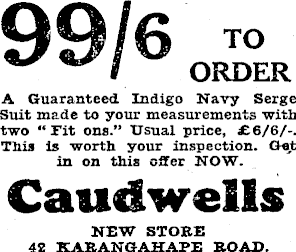 99/6 TO
ORDER
A Guaranteed Indigo Navy Serge
Suit made to your measurements with
two "Fit ons." Usual price, £6/6/-.
This is worth your inspection. Get
in on this offer NOW.
Caudwells
NEW STORE
42 KARANGAHAPE ROAD.